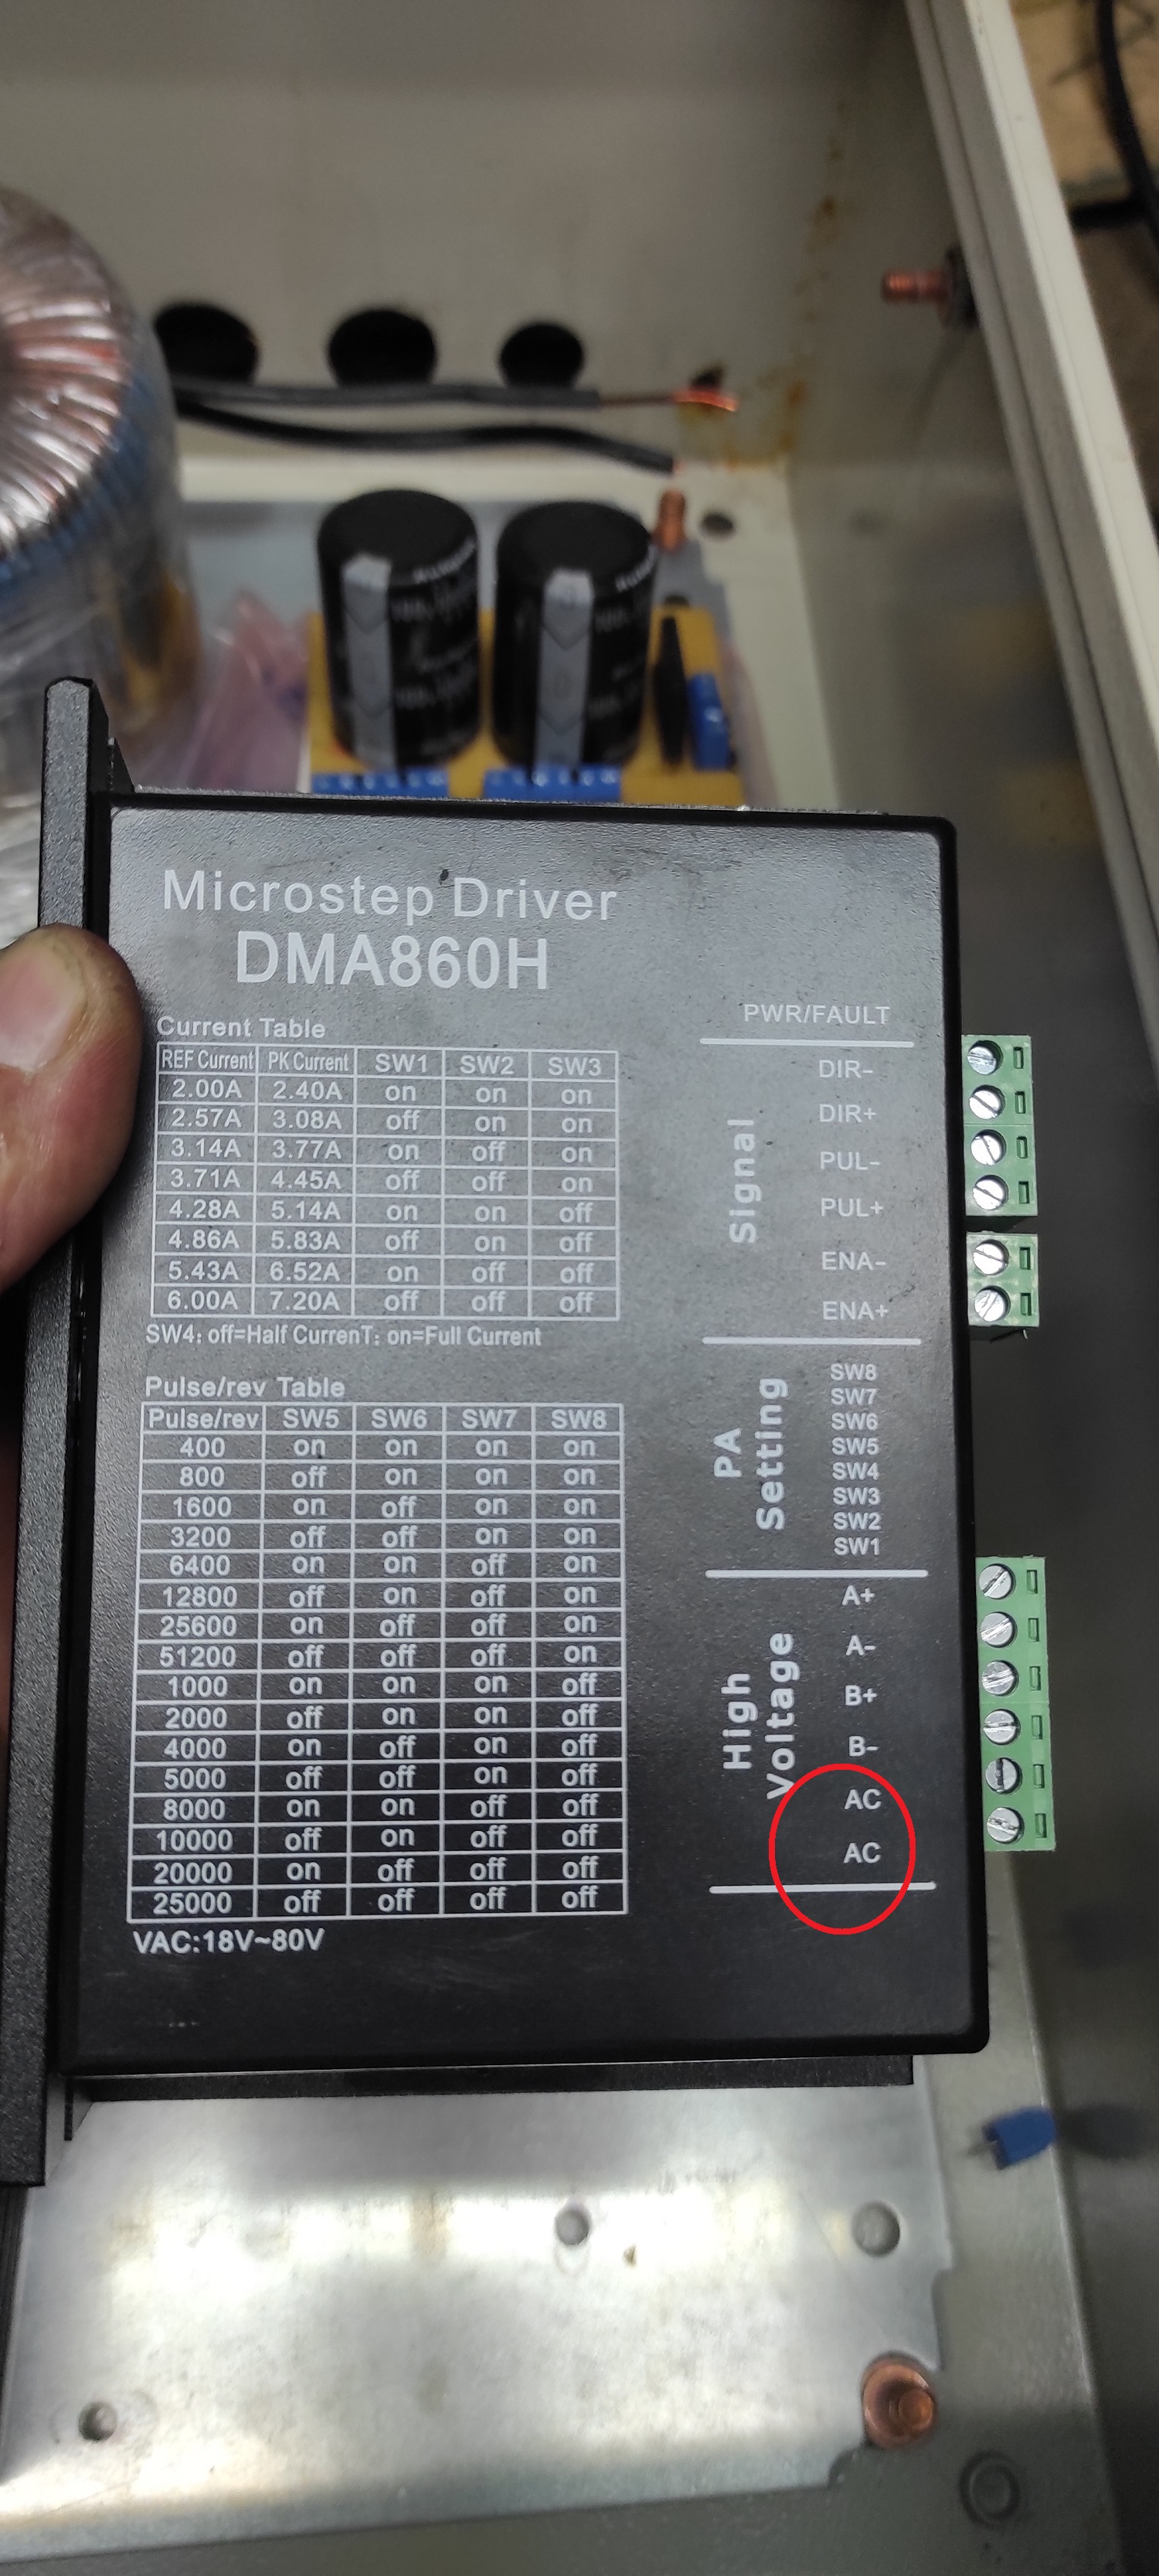 Microstep Driver
DMA860H
Current Table
REF Current PK Current SW1 SW2 SW3
2.00A 2.40A on on on
2.57A 3.08A off on on
3.14A 3.77A on off on
3.71A 4.45A off off on
4.28A 5.14A on on off
4.86A 5.83A off on off
5.43A 6.52A on off off
6.00A 7.20A off off off
SW4: off=Half CurrenT; on=Full Current
Pulse/rev Table
Pulse/rev SW5 SW6 SW7 SW8
400 on on on on
800 off on on on
1600 on off on on
3200 off off on on
6400 on on off on
12800 off on off on
25600 on off off on
51200 off off off on
1000 on on on off
2000 off on on off
4000 on off on off
5000 off off on off
8000 on on off off
10000 off on off off
20000 on off off off
25000 off off off off
VAC:18V~80V
PWR/FAULT
Signal
DIR-
DIR+
PUL-
PUL+
ENA-
ENA+
PA
Setting
SW8
SW7
SW6
SW5
SW4
SW3
SW2
SW1
High
Voltage
A+
A-
B+
B-
AC
AC